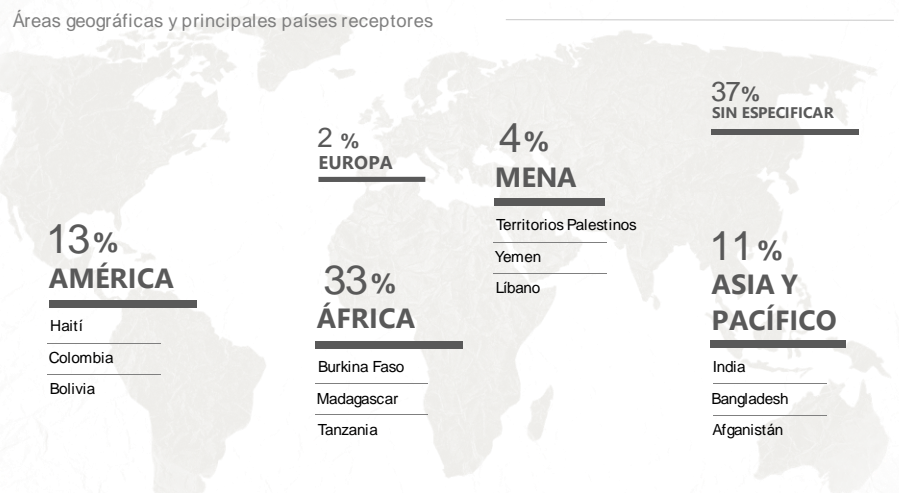 Áreas geográficas y principales países receptores
37%
SIN ESPECIFICAR
2 %
EUROPA
4%
MENA
Territorios Palestinos
Yemen
Líbano
13%
AMÉRICA
Haití
Colombia
Bolivia
33%
ÁFRICA
Burkina Faso
Madagascar
Tanzania
11%
ASIA Y
PACÍFICO
India
Bangladesh
Afganistán